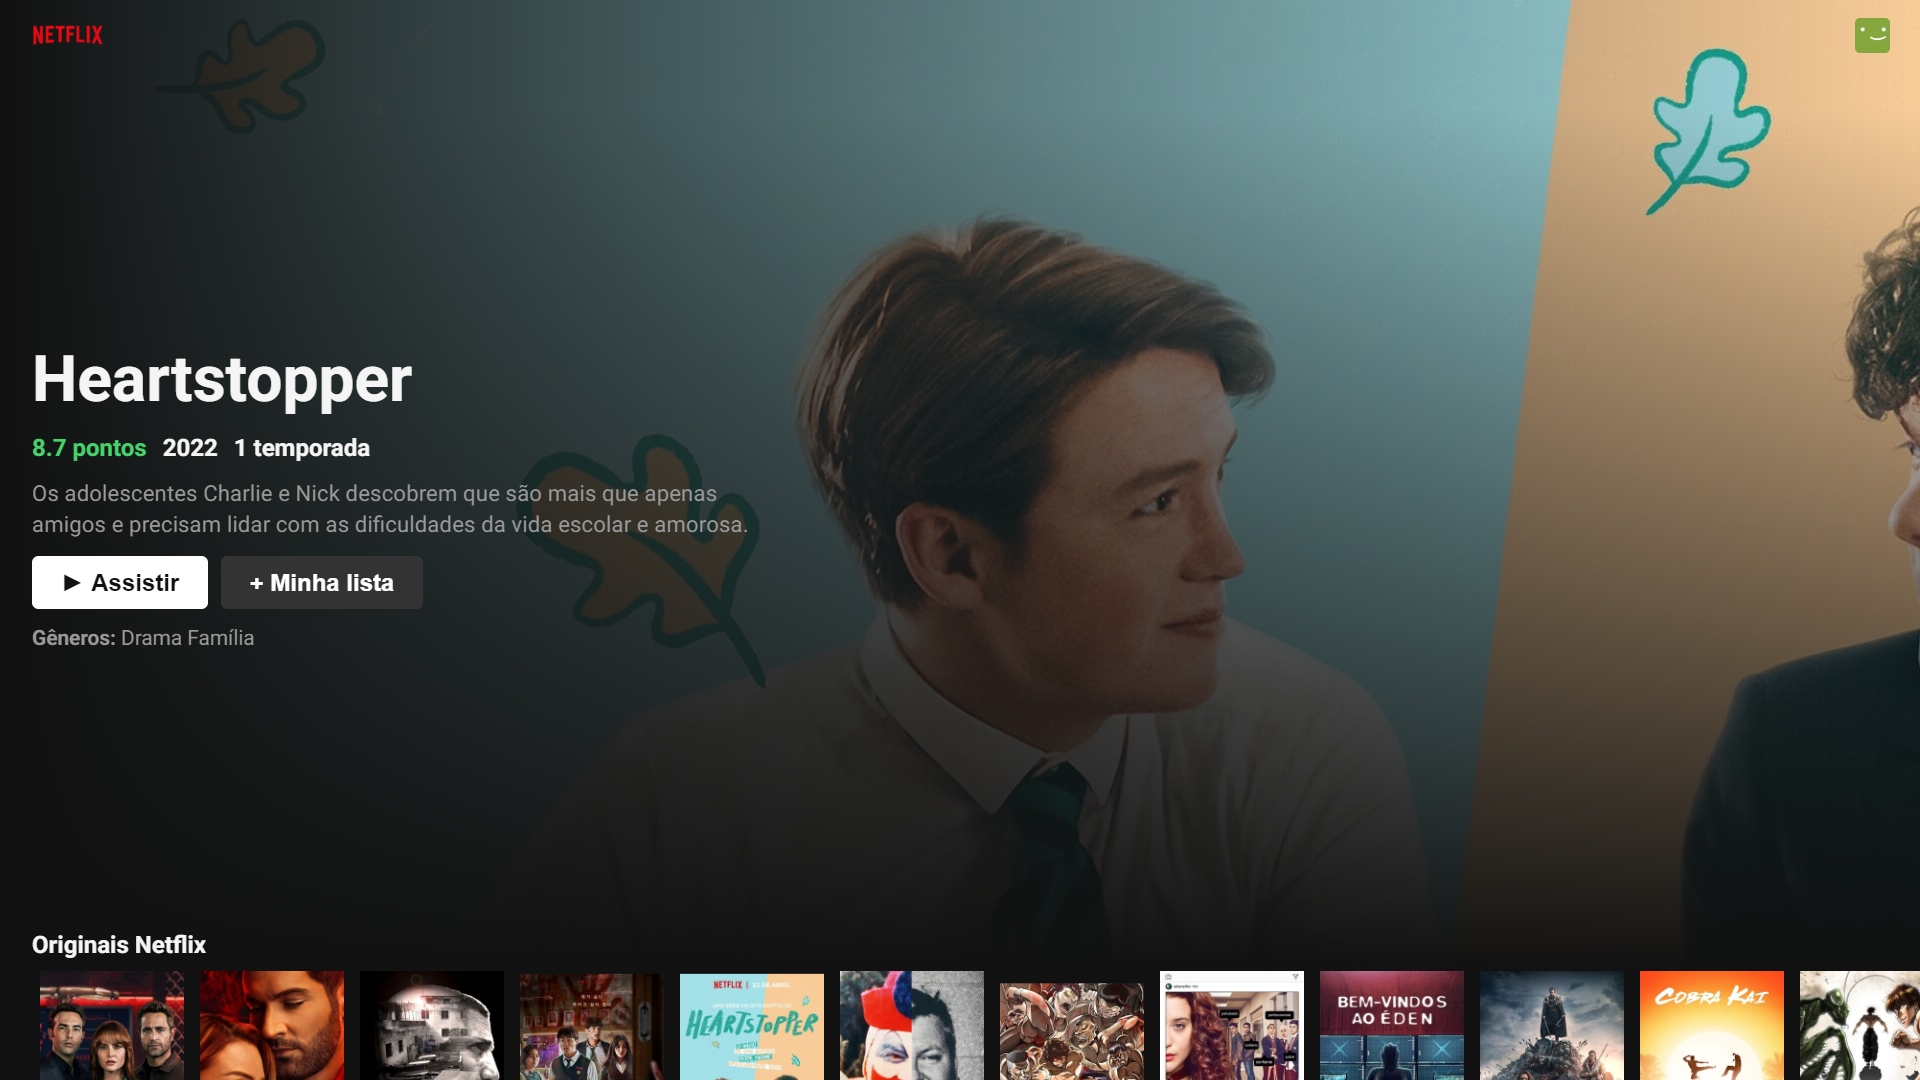 NETFLIX
Heartstopper
8.7 pontos 2022 1 temporada
Os adolescentes Charlie e Nick descobrem que são mais que apenas
amigos e precisam lidar com as dificuldades da vida escolar e amorosa.
Assistir
+ Minha lista
Gêneros: Drama Família
Originais Netflix
NETFLIX | 22 DE ABRIL
HEARTSTOPPER
BEM-VINDOS
AO ÉDEN
COBRA KAI